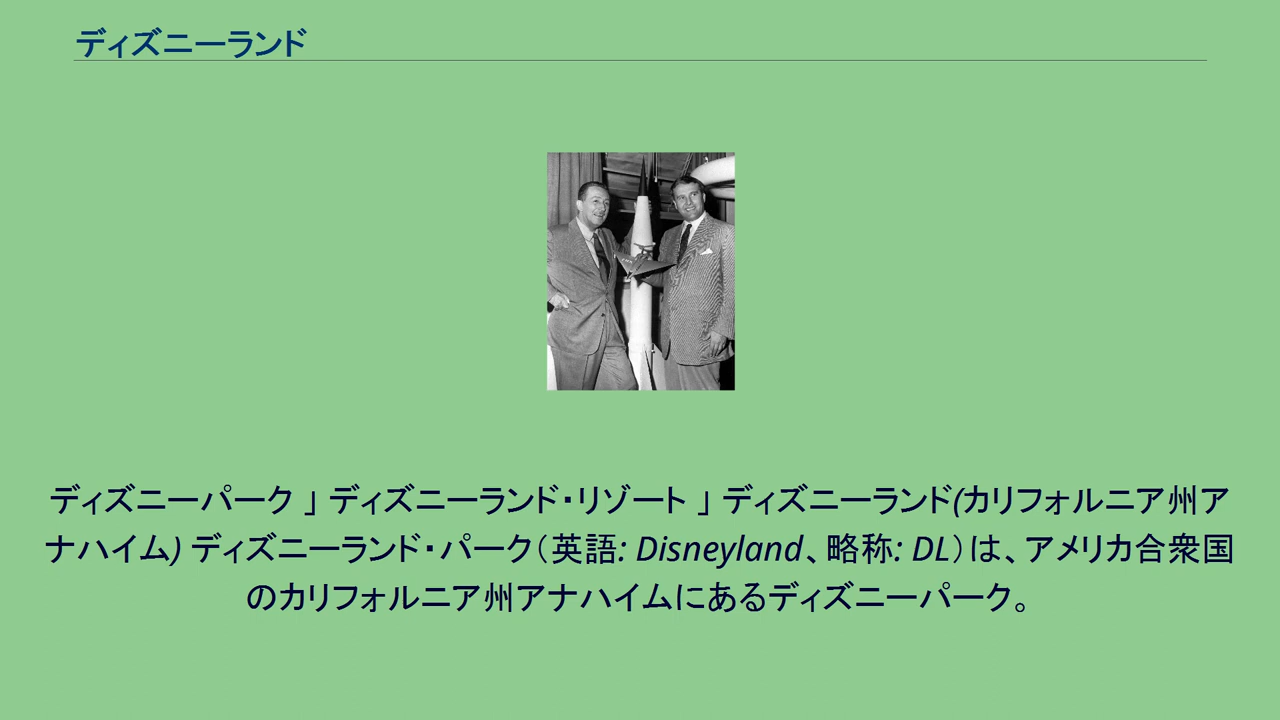 ディズニーランド
ディズニーパーク 」 ディズニーランド・リゾート 」 ディズニーランド(カリフォルニア州ア
ナハイム) ディズニーランド・パーク（英語: Disneyland、略称: DL）は、アメリカ合衆国
のカリフォルニア州アナハイムにあるディズニーパーク。